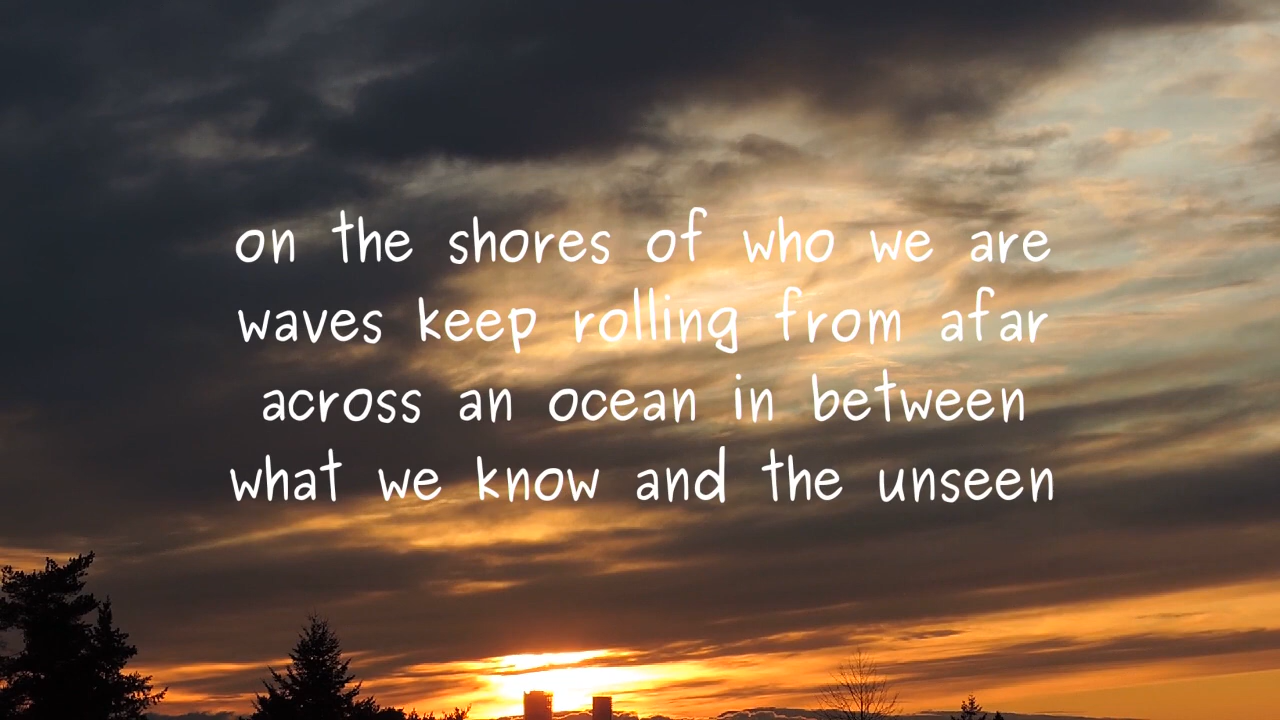 on the shores of who we are
waves keep rolling from afar
across an ocean in between
what we know and the unseen